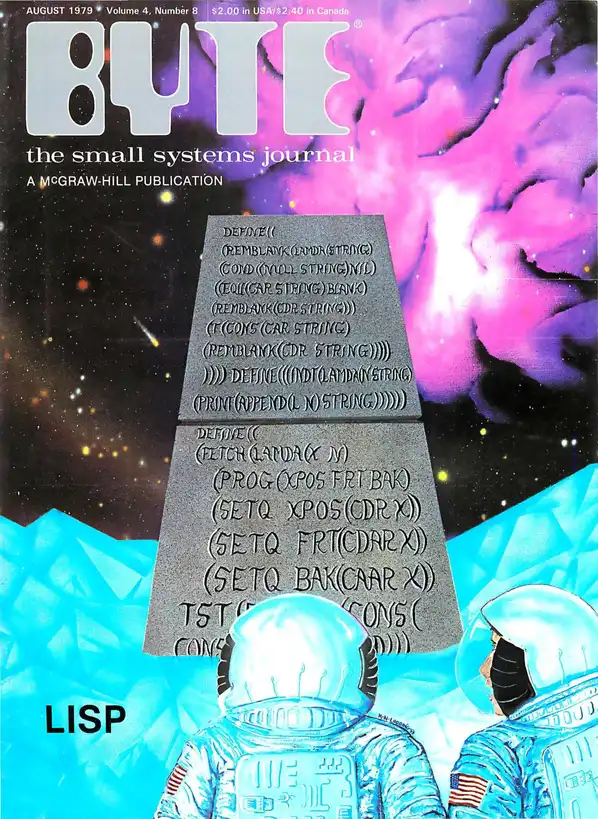 AUGUST 1979 Volume 4, Number 8 $2.00 in USA/$2.40 in Canada
BYTE®
the small systems journal
A McGRAW-HILL PUBLICATION
DEFINE((
(REMBLANK(LAMDA(STRING)
(COND((NULL STRING)NIL)
((EQU(CAR STRING)BLANK)
(REMBLANK(CDR STRING)))
(T(CONS(CAR STRING)
(REMBLANK(CDR STRING)))))
)))) DEFINE(((INDT(LAMDA(N STRING)
(PRINT(APPEND(L N)STRING))))))
DEFINE((
(FETCH(LAMDA(X N)
(PROG(XPOS FRT BAK)
(SETQ XPOS(CDR X))
(SETQ FRT(CDAR X))
(SETQ BAK(CAAR X))
TST( (CONS(
CONS )))
LISP